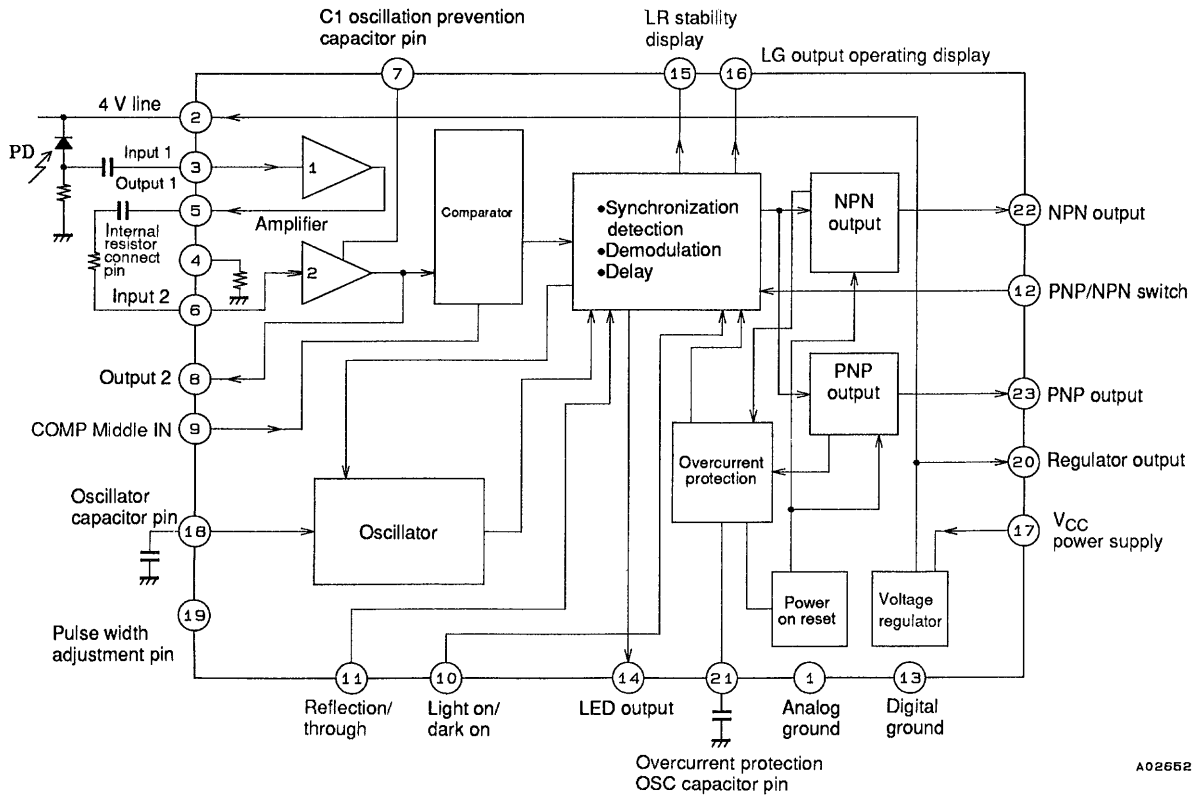 C1 oscillation prevention
capacitor pin
LR stability
display
LG output operating display
7
15
16
4 V line
2
PD
Input 1
3
1
Output 1
5
Amplifier
Internal
resistor
connect
pin
4
2
Input 2
6
Comparator
•Synchronization
detection
•Demodulation
•Delay
NPN
output
22
NPN output
12
PNP/NPN switch
Output 2
8
PNP
output
23
PNP output
COMP Middle IN
9
Overcurrent
protection
20
Regulator output
Oscillator
capacitor pin
18
Oscillator
17
VCC
power supply
19
Pulse width
adjustment pin
Power
on reset
Voltage
regulator
11
10
14
21
1
13
Reflection/
through
Light on/
dark on
LED output
Analog
ground
Digital
ground
Overcurrent protection
OSC capacitor pin
A02652